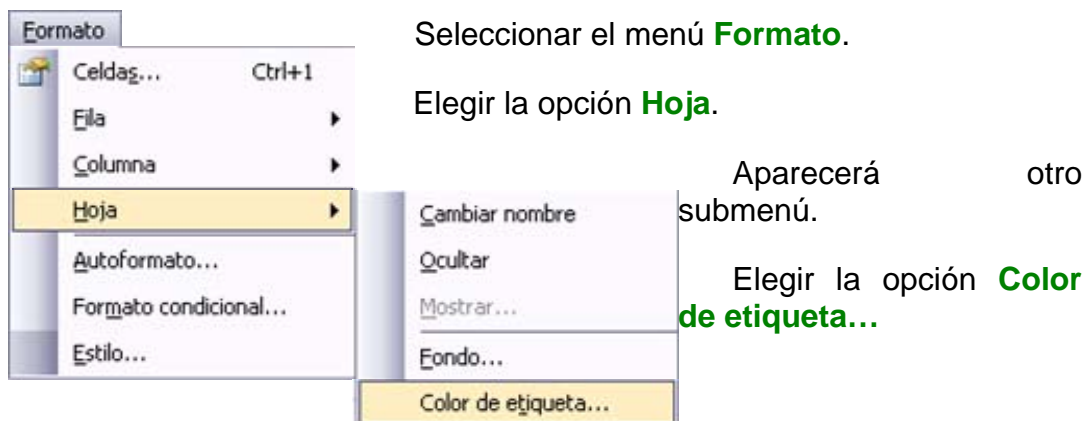 Formato
Celdas... Ctrl+1
Fila
Columna
Hoja
Autoformato...
Formato condicional...
Estilo...
Cambiar nombre
Ocultar
Mostrar...
Fondo...
Color de etiqueta...
Seleccionar el menú Formato.
Elegir la opción Hoja.
Aparecerá otro
submenú.
Elegir la opción Color
de etiqueta…